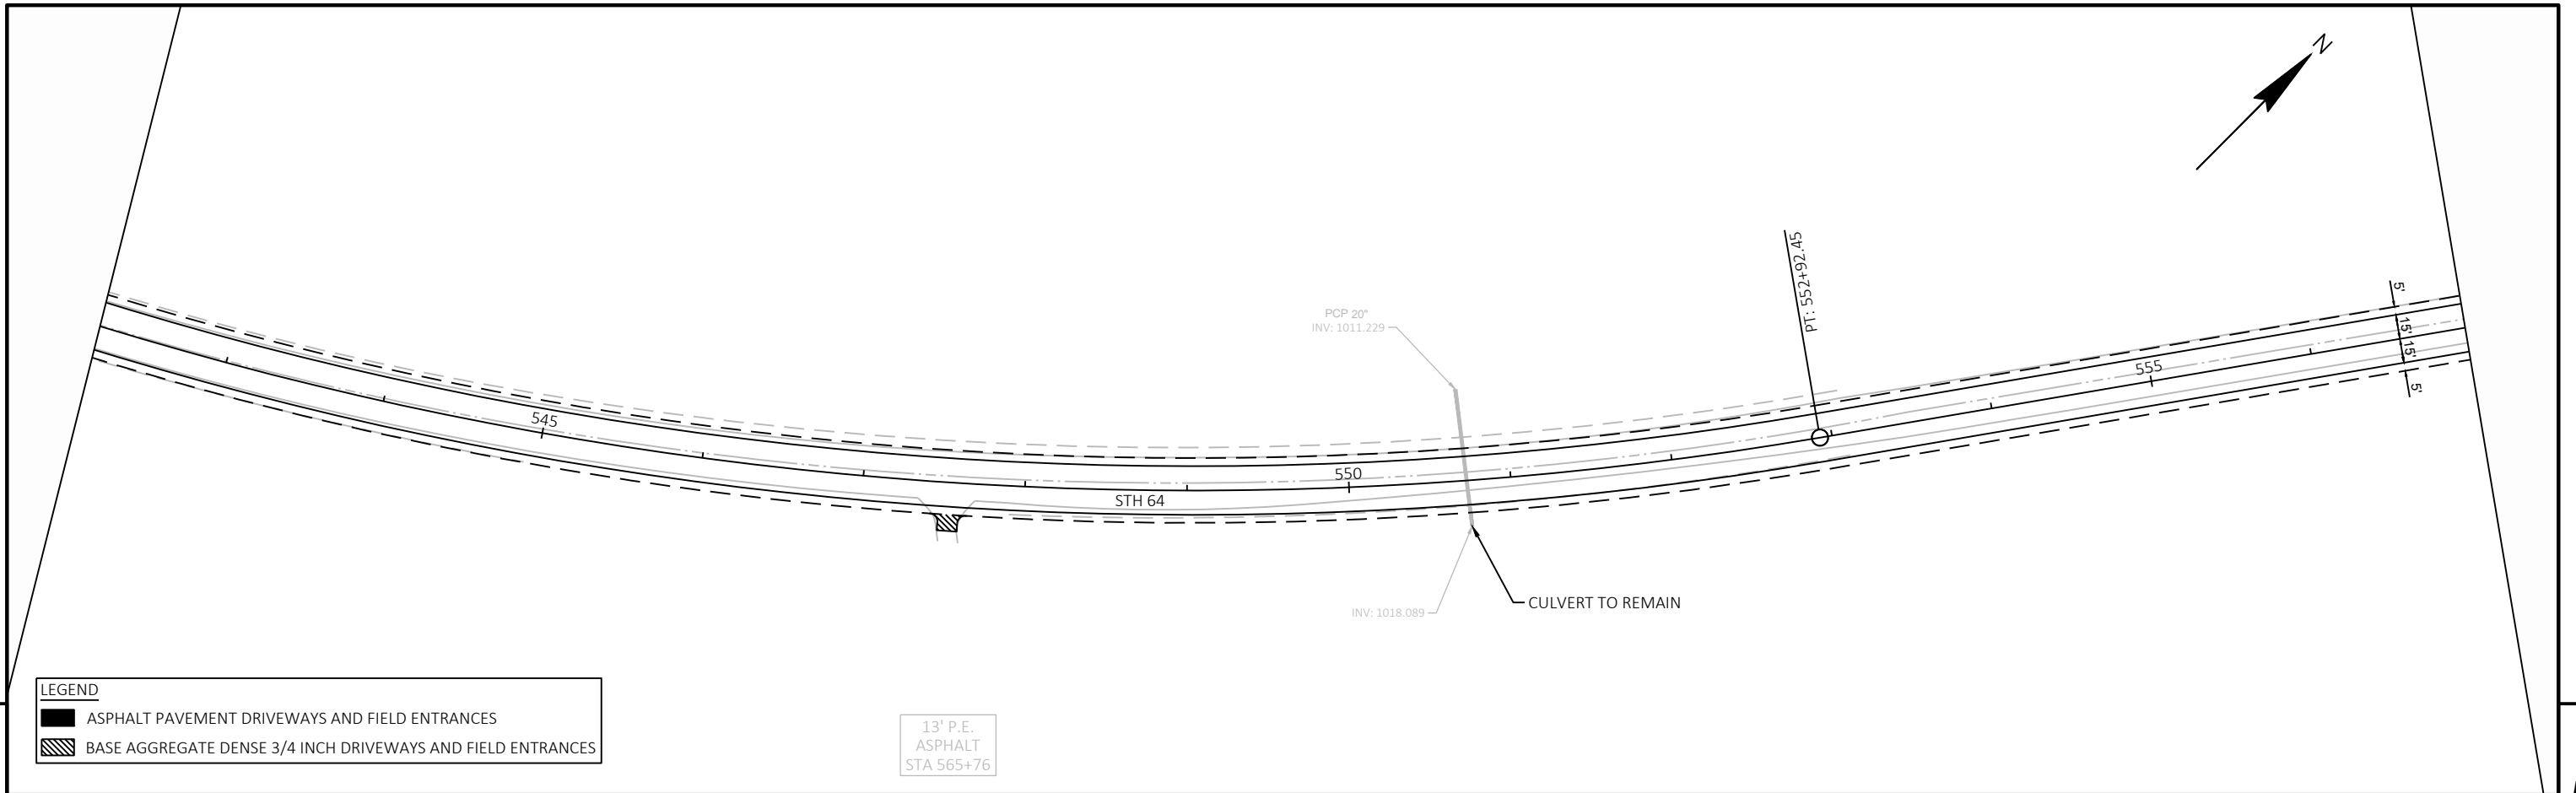 N
PT: 552+92.45
5'
15'
15'
5'
PCP 20"
INV: 1011.229
545
550
555
STH 64
CULVERT TO REMAIN
INV: 1018.089
LEGEND
ASPHALT PAVEMENT DRIVEWAYS AND FIELD ENTRANCES
BASE AGGREGATE DENSE 3/4 INCH DRIVEWAYS AND FIELD ENTRANCES
13' P.E.
ASPHALT
STA 565+76